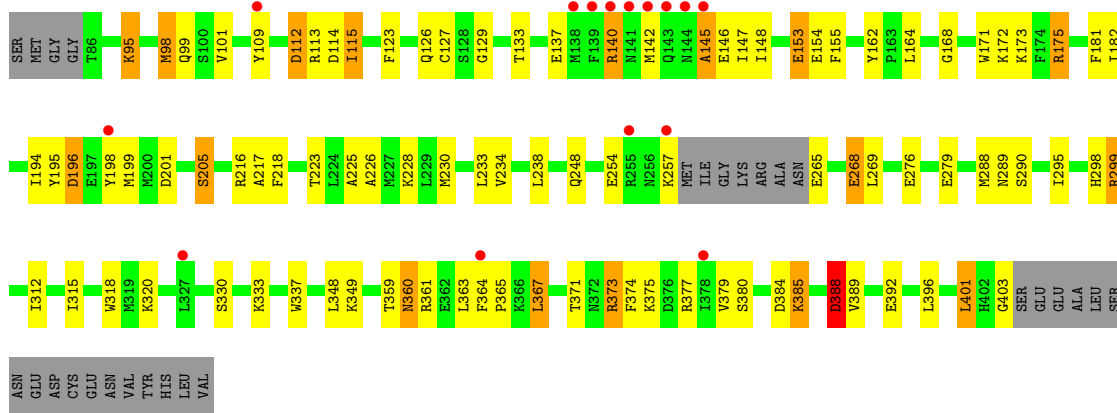 SER MET GLY GLY T86 K95 M98 Q99 S100 V101 Y109 D112 R113 D114 I115 F123 Q126 C127 S128 G129 T133 E137 M138 F139 R140 N141 M142 Q143 N144 A145 E146 I147 I148 E153 E154 F155 Y162 P163 L164 G168 W171 K172 K173 F174 R175 F181 I182
I194 Y195 D196 E197 Y198 M199 M200 D201 S205 R216 A217 F218 T223 L224 A225 A226 M227 K228 L229 M230 L233 V234 L238 Q248 E254 R255 N256 K257 MET ILE GLY LYS ARG ALA ASN E265 E268 L269 E276 E279 M288 N289 S290 I295 H298 R299
I312 I315 W318 M319 K320 L327 S330 K333 W337 L348 K349 T359 N360 R361 E362 L363 F364 P365 K366 L367 T371 N372 R373 F374 K375 D376 R377 I378 V379 S380 D384 K385 D388 V389 E392 L396 L401 H402 G403 SER GLU GLU ALA LEU SER
ASN GLU ASP CYS GLU ASN VAL TYR HIS LEU VAL